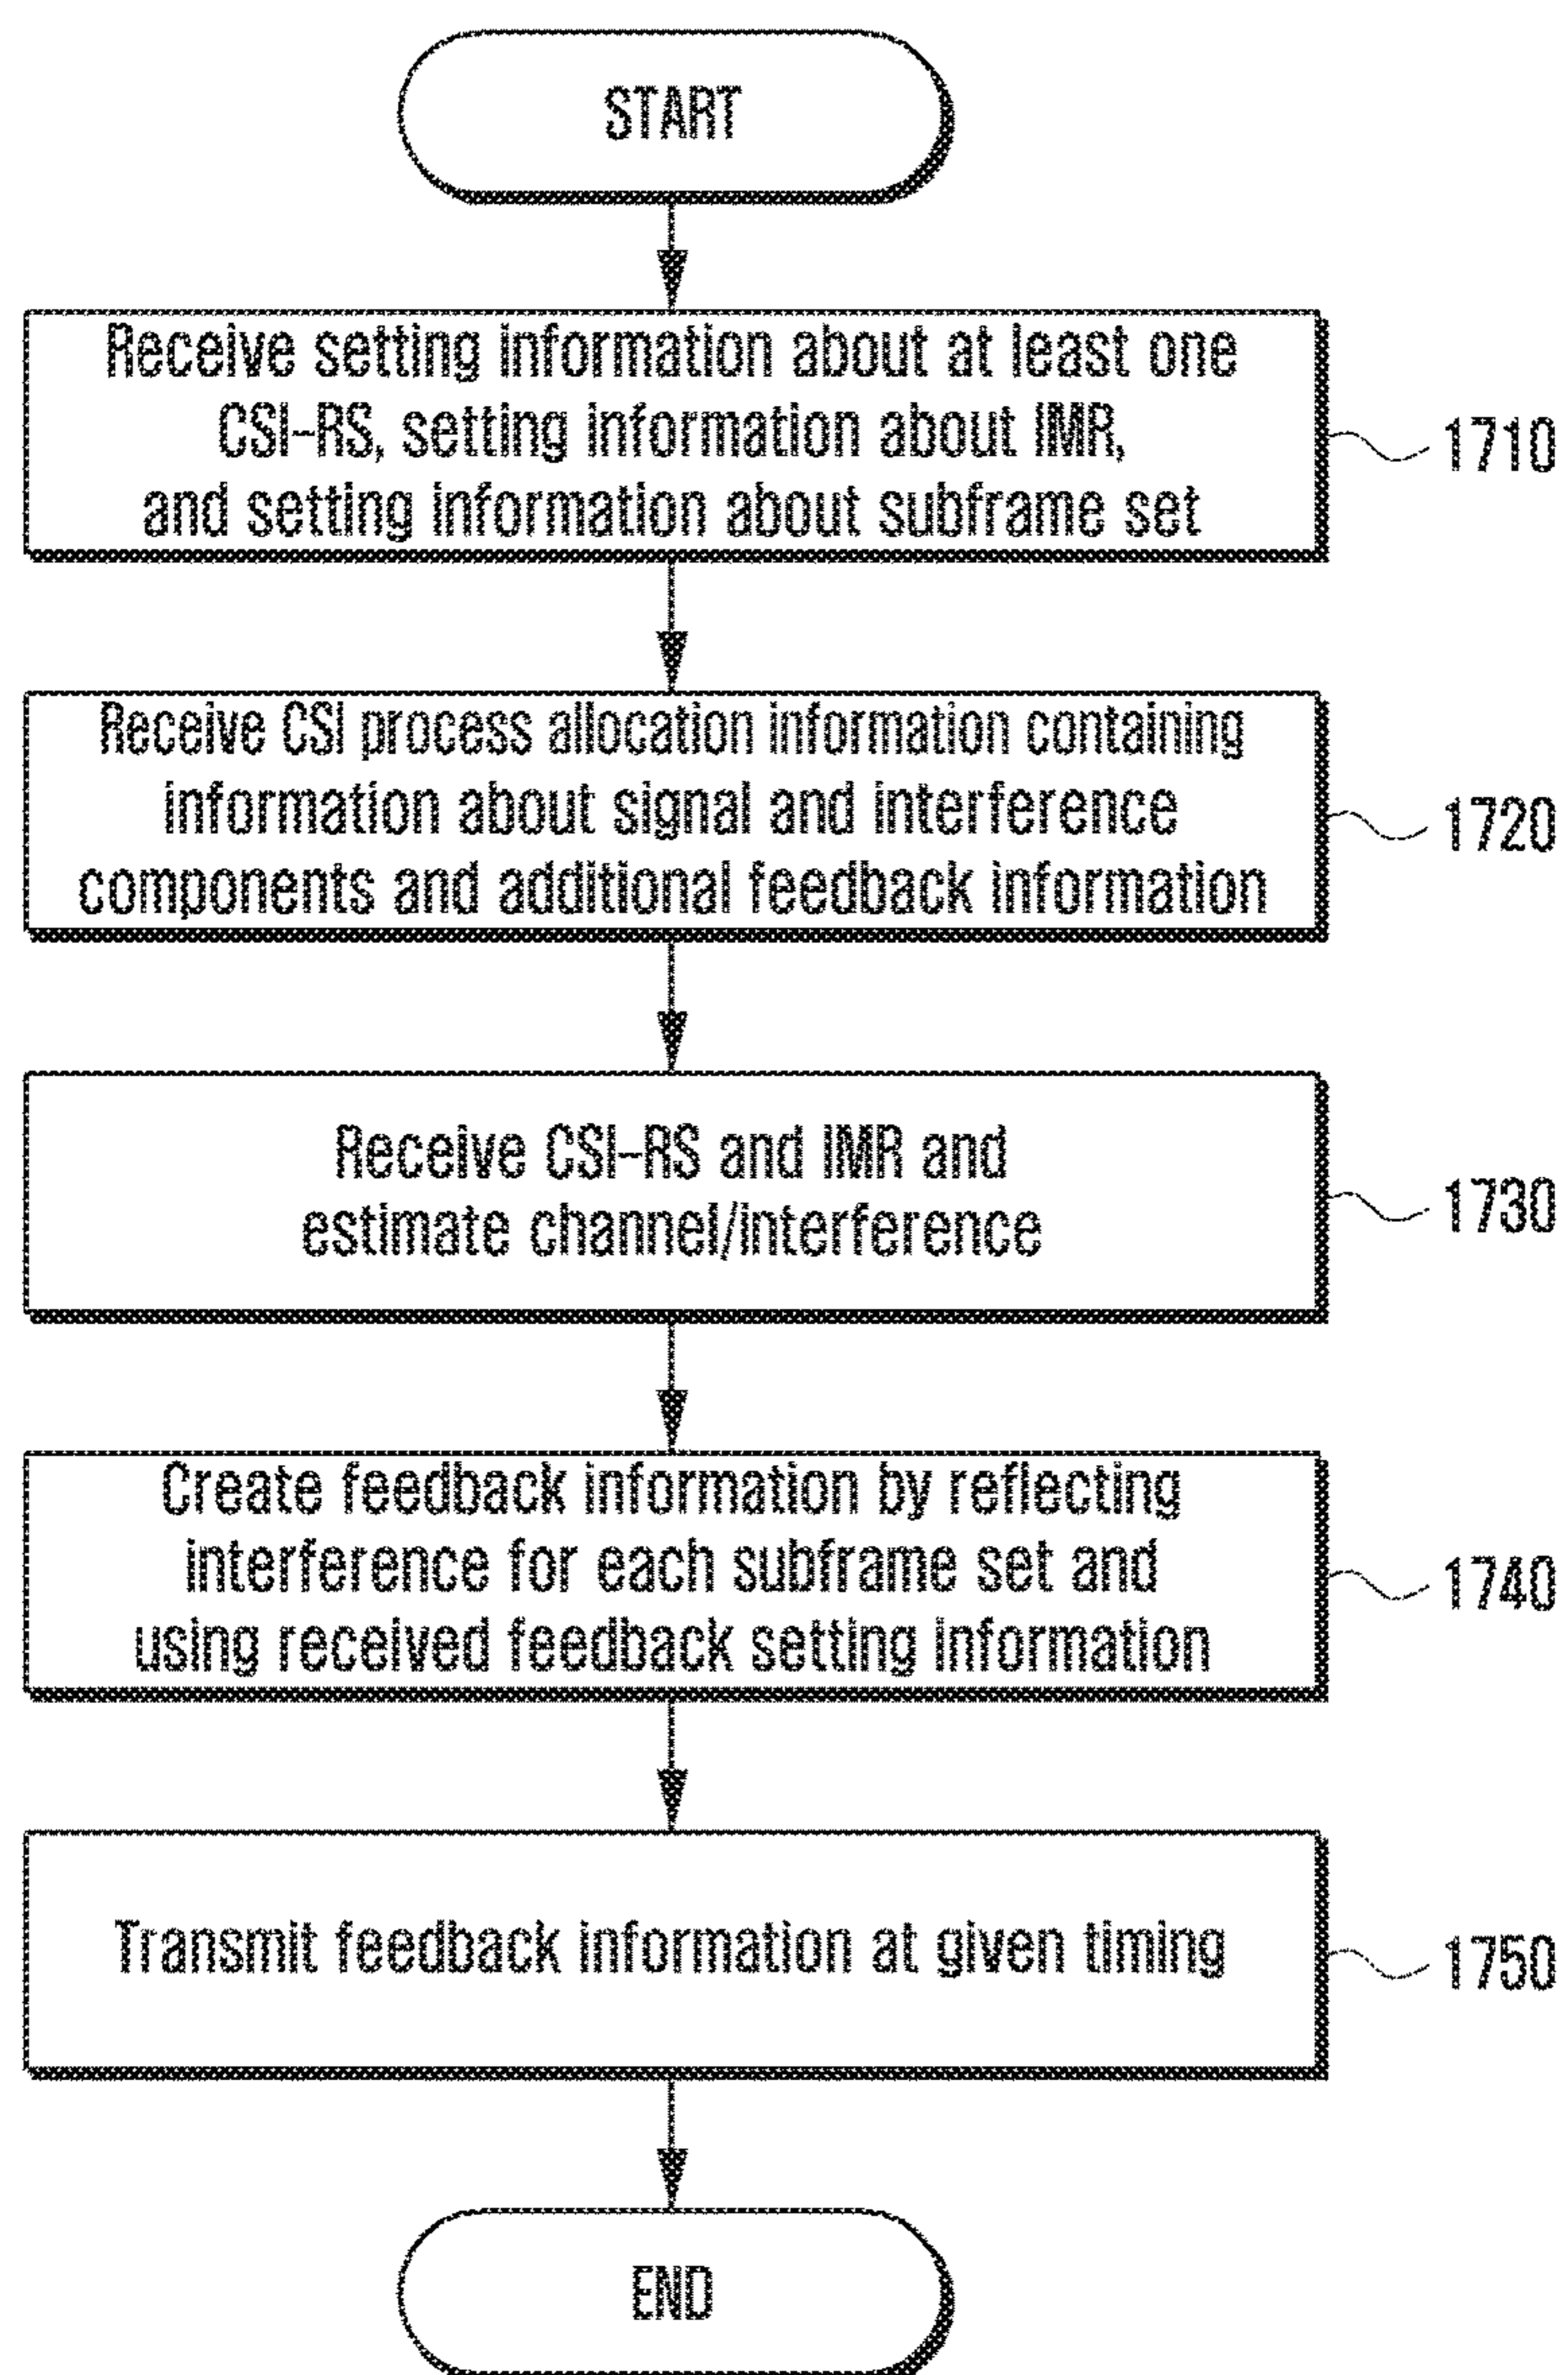 START
Receive setting information about at least one
CSI-RS, setting information about IMR,
and setting information about subframe set
1710
Receive CSI process allocation information containing
information about signal and interference
components and additional feedback information
1720
Receive CSI-RS and IMR and
estimate channel/interference
1730
Create feedback information by reflecting
interference for each subframe set and
using received feedback setting information
1740
Transmit feedback information at given timing
1750
END